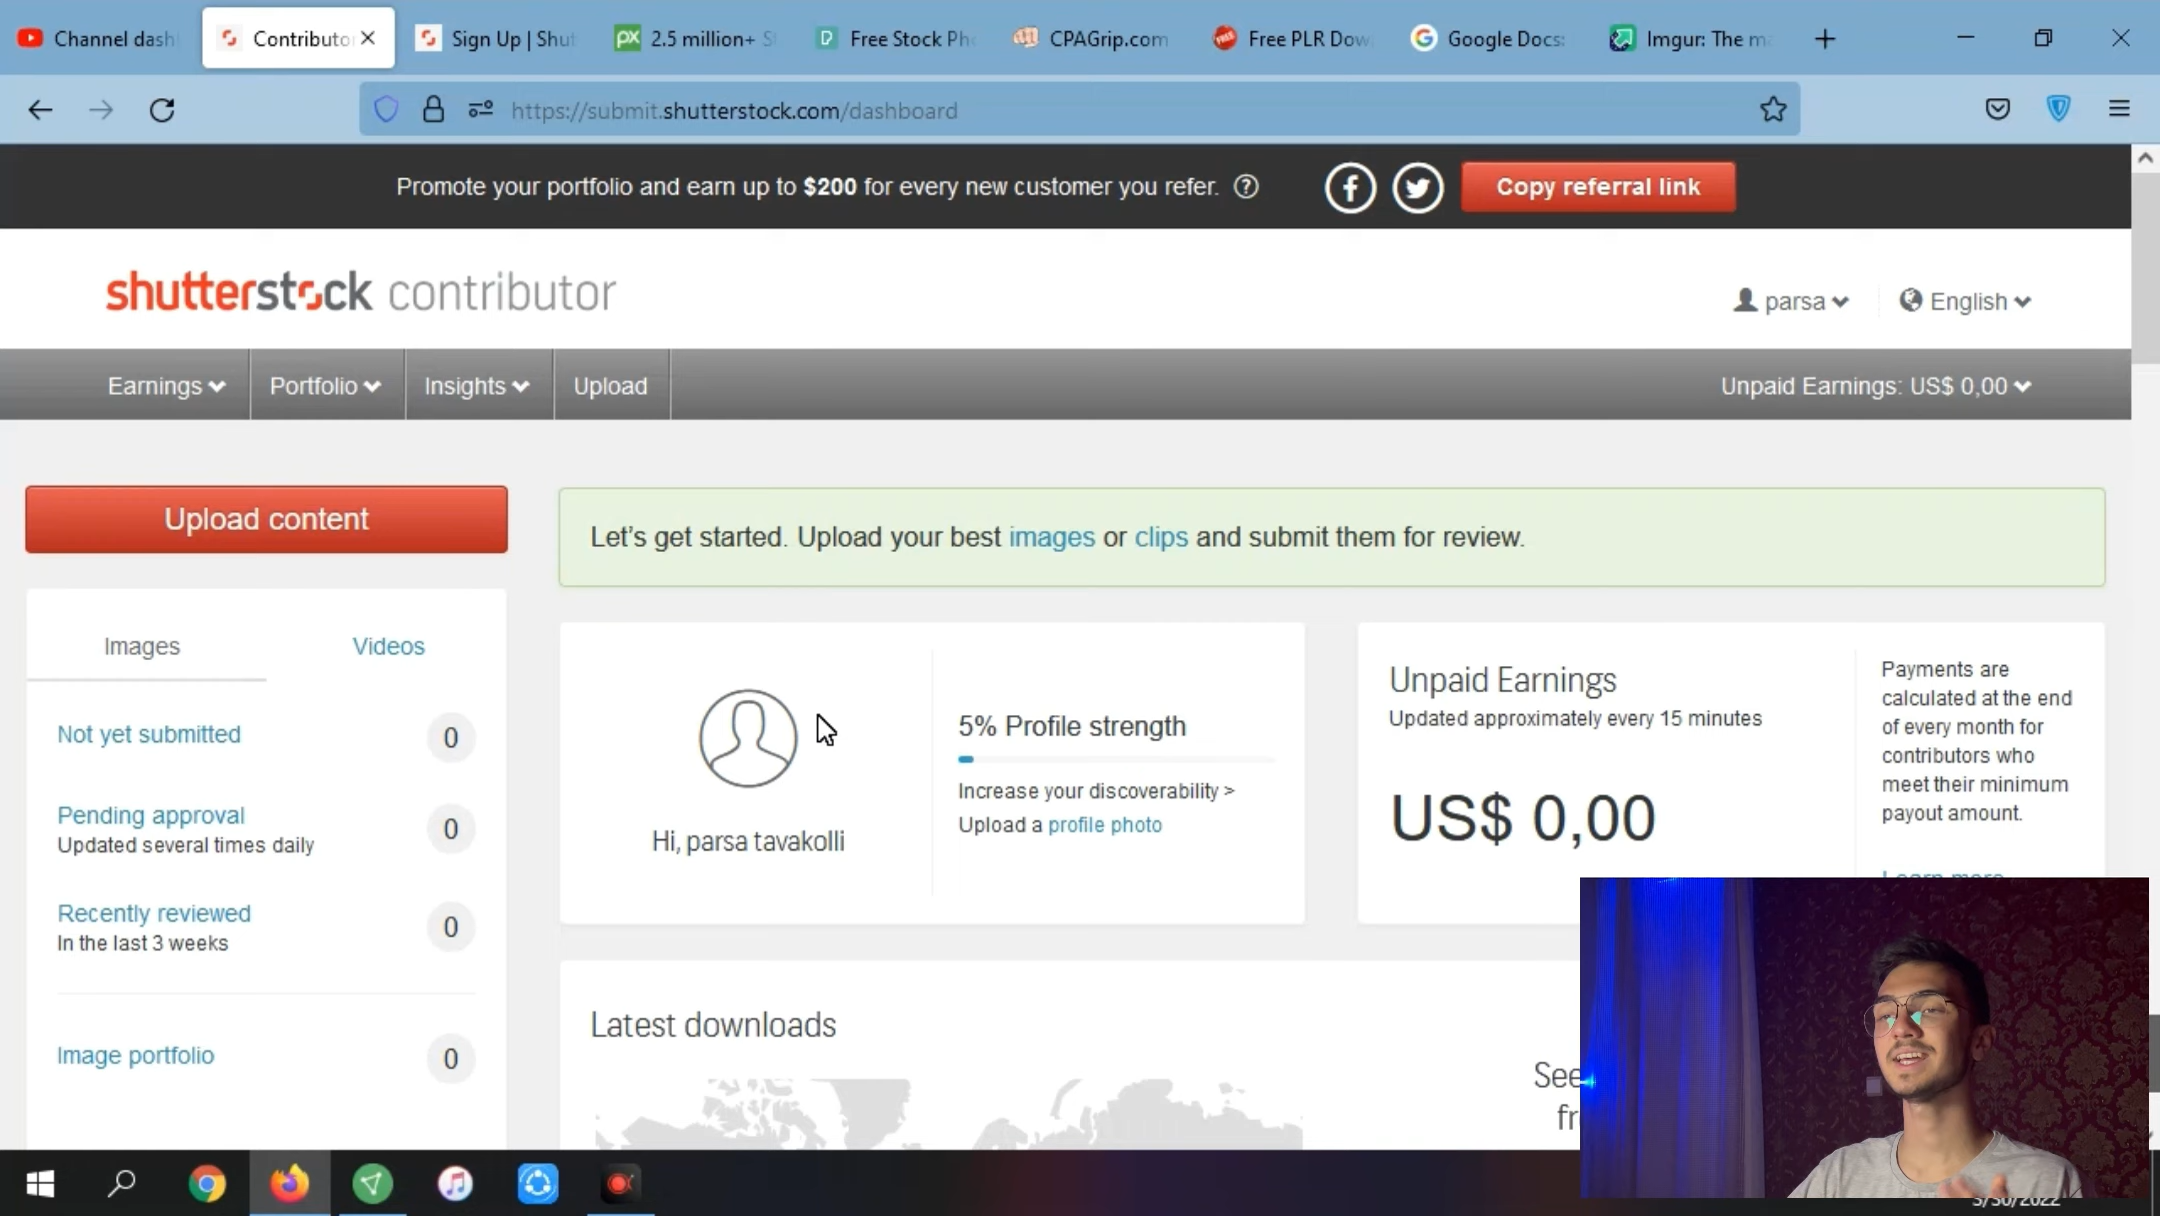 Channel dash
Contributo
Sign Up | Shut
2.5 million+ S
Free Stock Ph
CPAGrip.com
Free PLR Dow
Google Docs:
Imgur: The m
https://submit.shutterstock.com/dashboard
Promote your portfolio and earn up to $200 for every new customer you refer.
Copy referral link
shutterstock contributor
parsa
English
Earnings
Portfolio
Insights
Upload
Unpaid Earnings: US$ 0,00
Upload content
Let's get started. Upload your best images or clips and submit them for review.
Images
Videos
Not yet submitted
0
Pending approval
0
Updated several times daily
Recently reviewed
0
In the last 3 weeks
Image portfolio
0
Hi, parsa tavakolli
5% Profile strength
Increase your discoverability >
Upload a profile photo
Unpaid Earnings
Updated approximately every 15 minutes
US$ 0,00
Payments are
calculated at the end
of every month for
contributors who
meet their minimum
payout amount.
Latest downloads
See